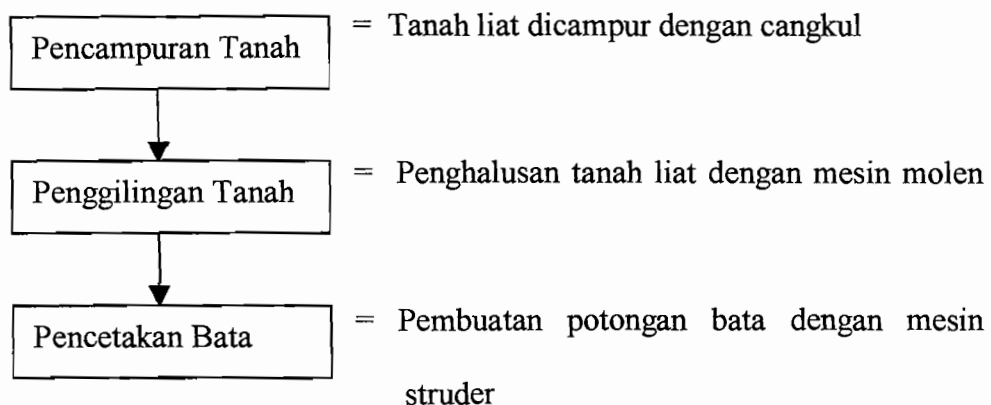 Pencampuran Tanah = Tanah liat dicampur dengan cangkul
Penggilingan Tanah = Penghalusan tanah liat dengan mesin molen
Pencetakan Bata = Pembuatan potongan bata dengan mesin
struder